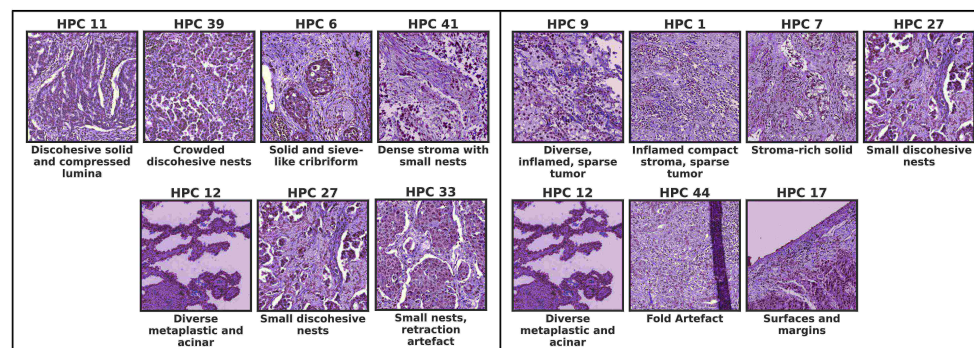 HPC 11
HPC 39
HPC 6
HPC 41
Discohesive solid
and compressed
lumina
Crowded
discohesive nests
Solid and sieve-
like cribriform
Dense stroma with
small nests
HPC 12
HPC 27
HPC 33
Diverse
metaplastic and
acinar
Small discohesive
nests
Small nests,
retraction
artefact
HPC 9
HPC 1
HPC 7
HPC 27
Diverse,
inflamed, sparse
tumor
Inflamed compact
stroma, sparse
tumor
Stroma-rich solid
Small discohesive
nests
HPC 12
HPC 44
HPC 17
Diverse
metaplastic and
acinar
Fold Artefact
Surfaces and
margins